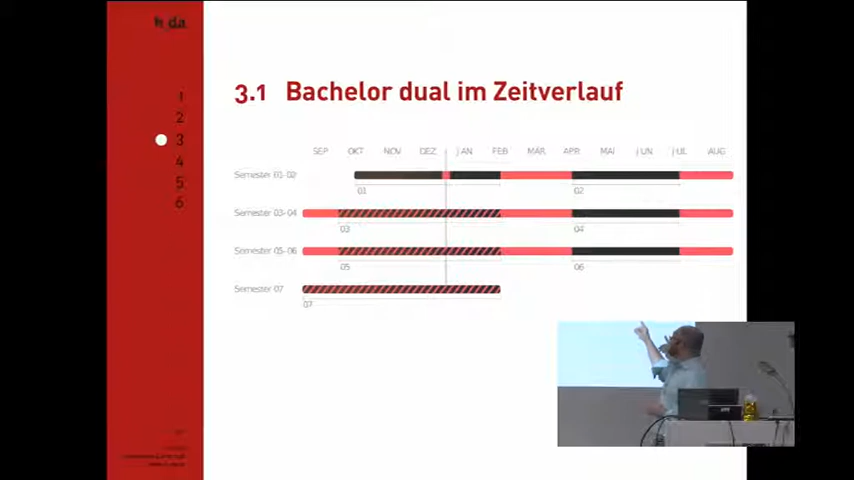 h_da
1
2
3
4
5
6
3.1 Bachelor dual im Zeitverlauf
SEP OKT NOV DEZ JAN FEB MÄR APR MAI JUN JUL AUG
Semester 01-02
01 02
Semester 03-04
03 04
Semester 05-06
05 06
Semester 07
07